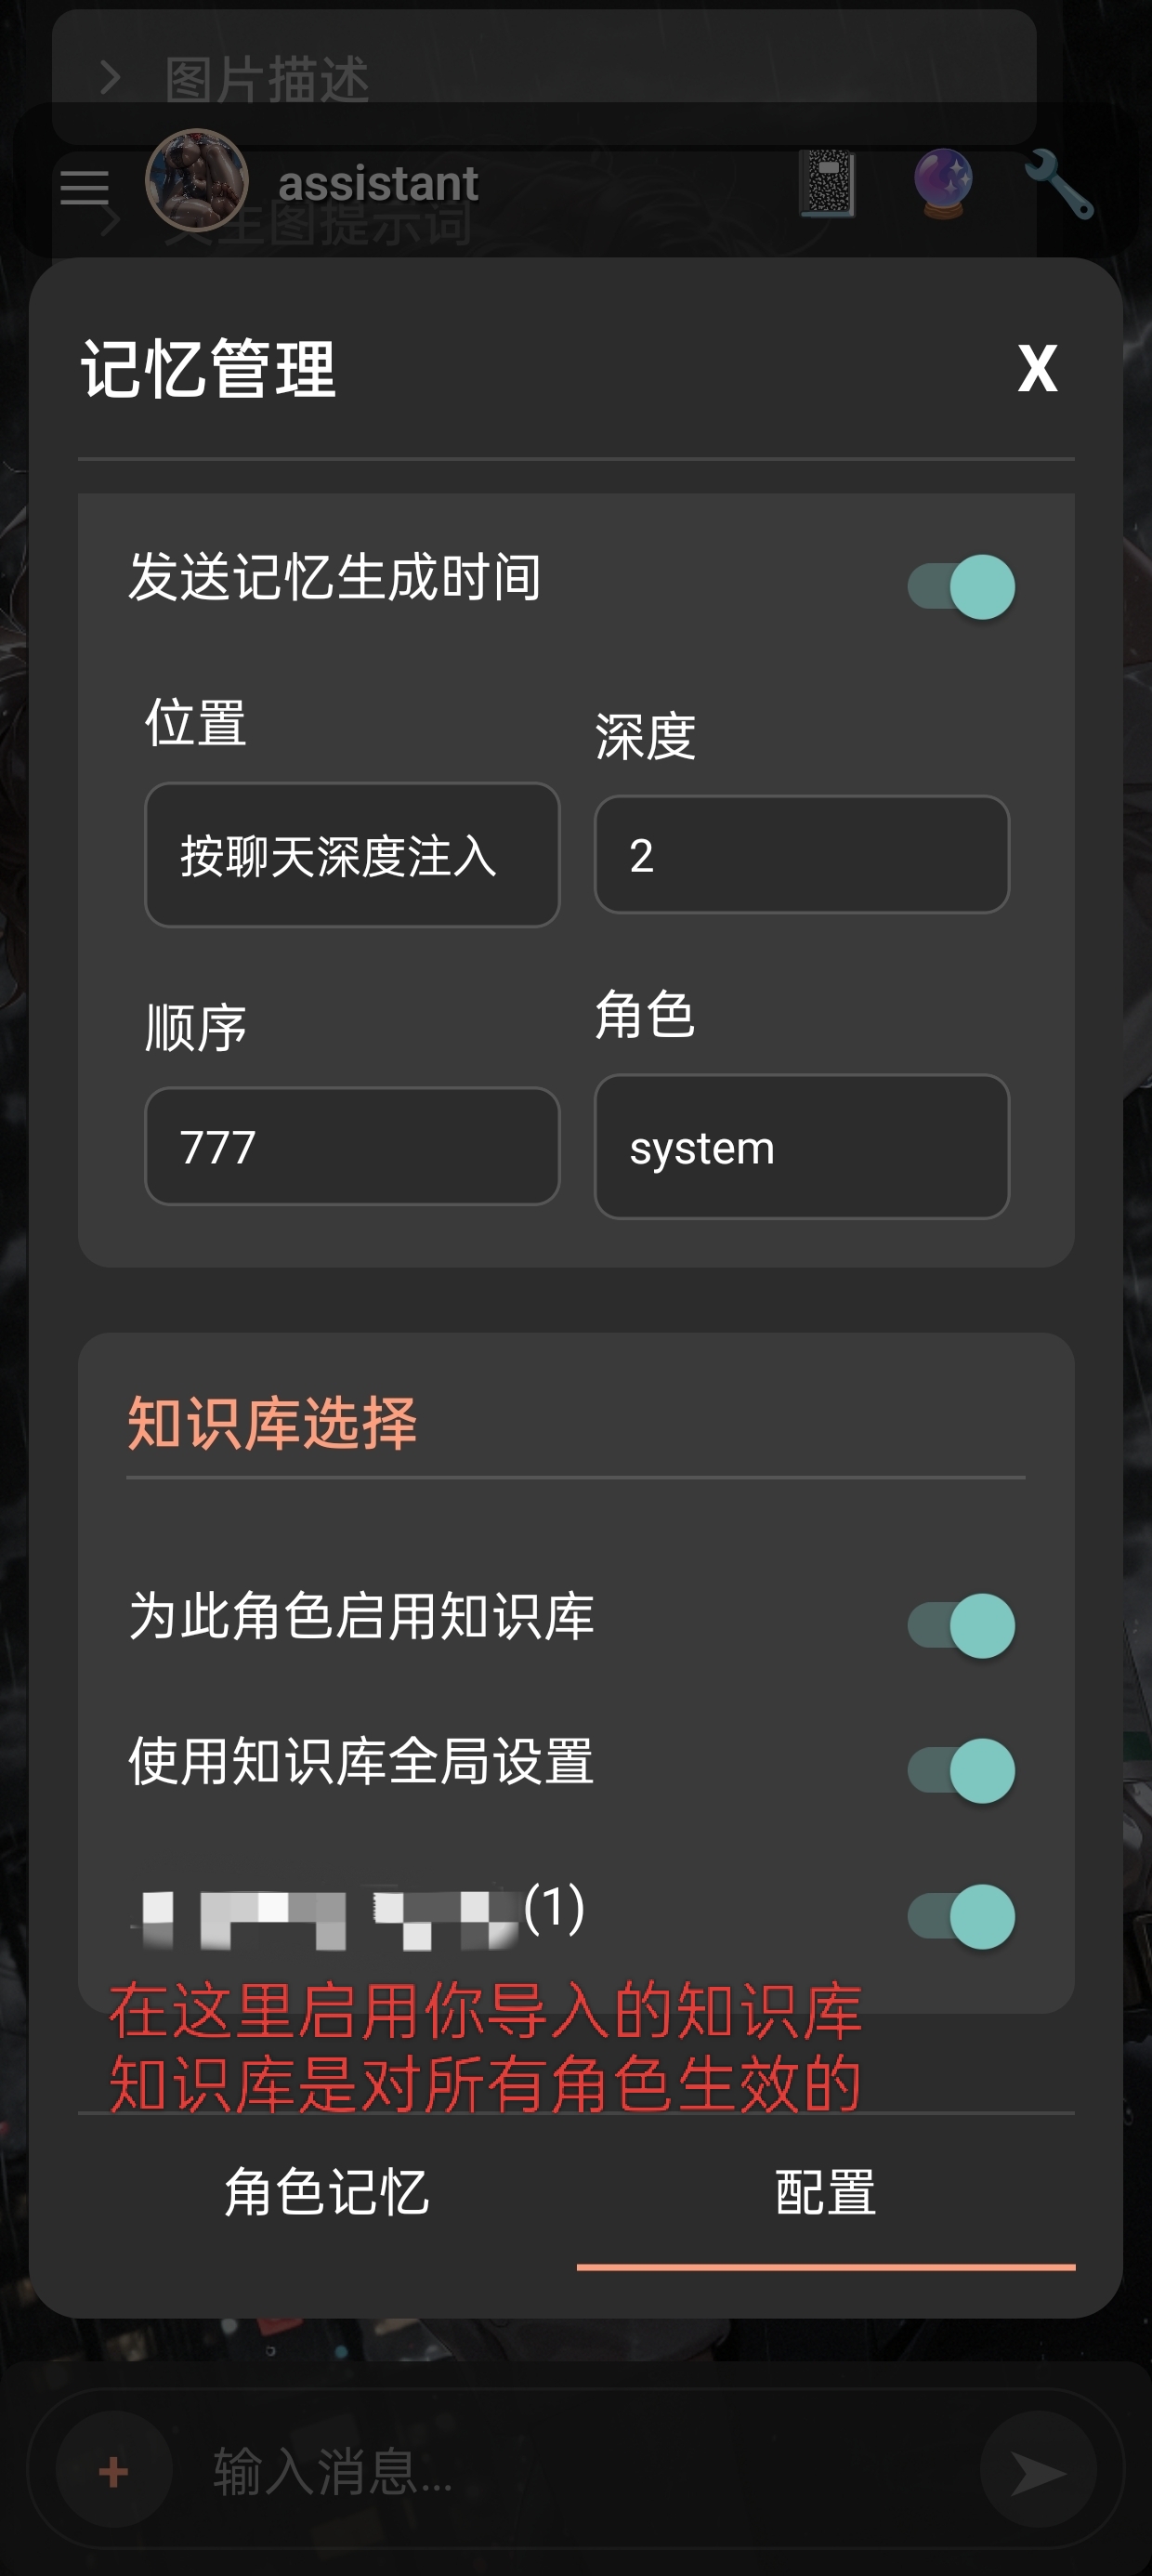 图片描述
assistant
文生图提示词
记忆管理
X
发送记忆生成时间
位置
深度
按聊天深度注入
2
顺序
角色
777
system
知识库选择
为此角色启用知识库
使用知识库全局设置
(1)
在这里启用你导入的知识库
知识库是对所有角色生效的
角色记忆
配置
+
输入消息...